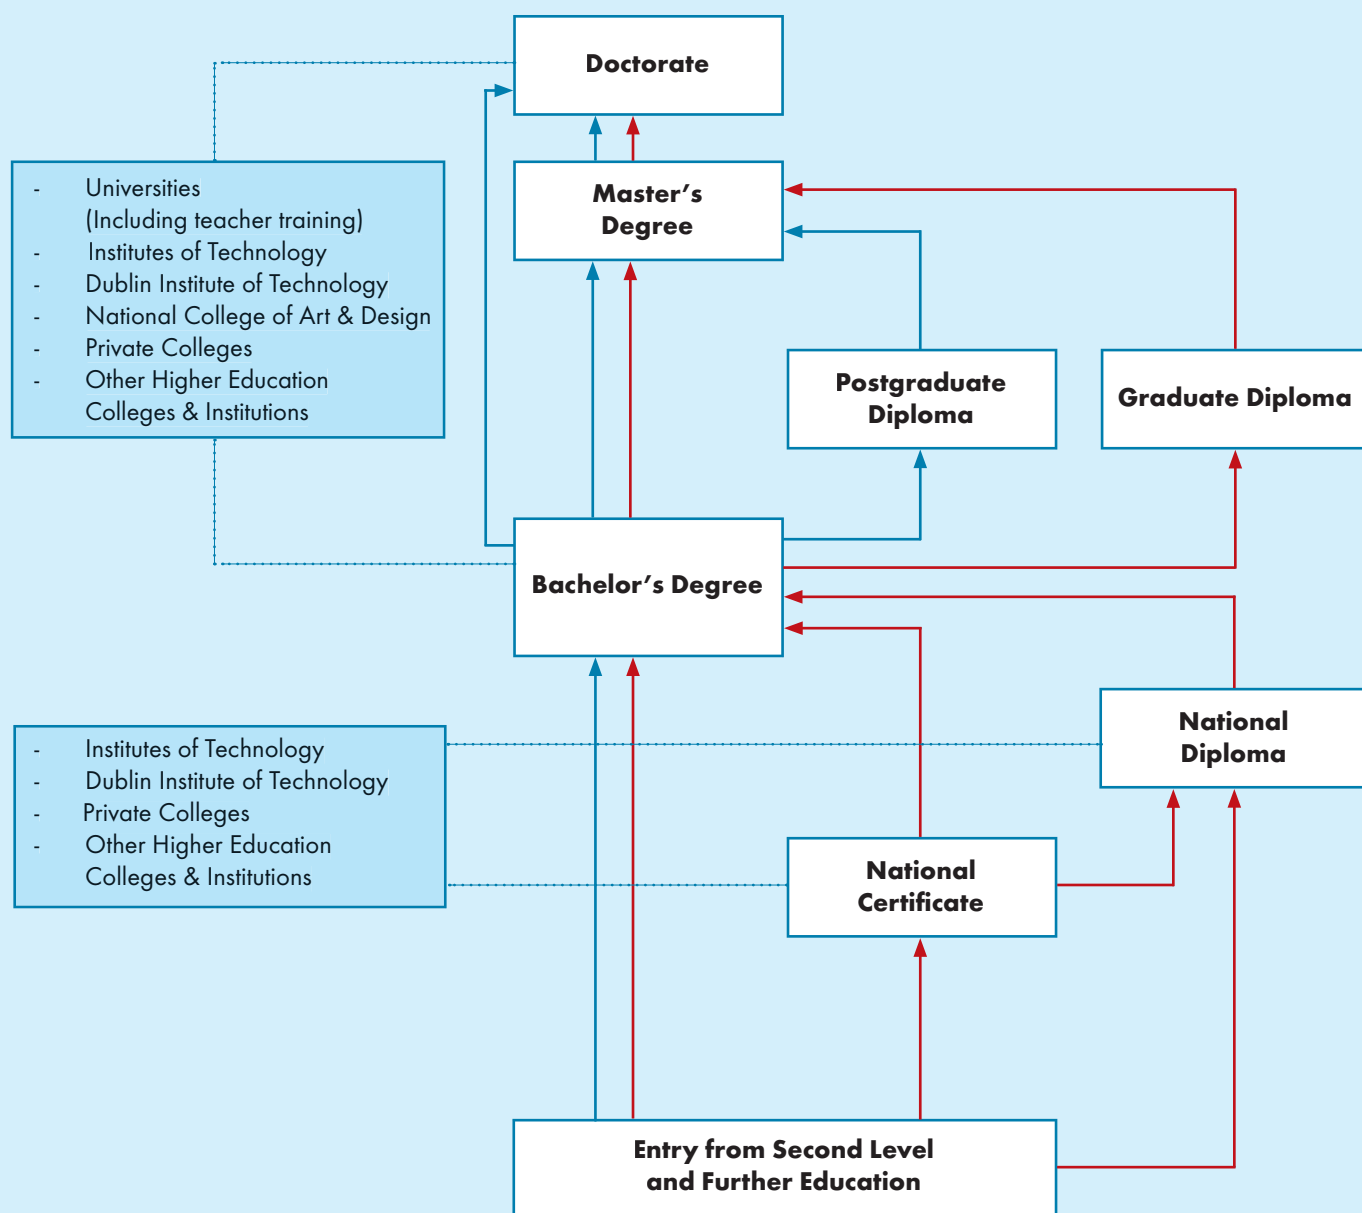 Doctorate
- Universities
(Including teacher training)
- Institutes of Technology
- Dublin Institute of Technology
- National College of Art & Design
- Private Colleges
- Other Higher Education
Colleges & Institutions
Master's
Degree
Postgraduate
Diploma
Graduate Diploma
Bachelor's Degree
National
Diploma
- Institutes of Technology
- Dublin Institute of Technology
- Private Colleges
- Other Higher Education
Colleges & Institutions
National
Certificate
Entry from Second Level
and Further Education